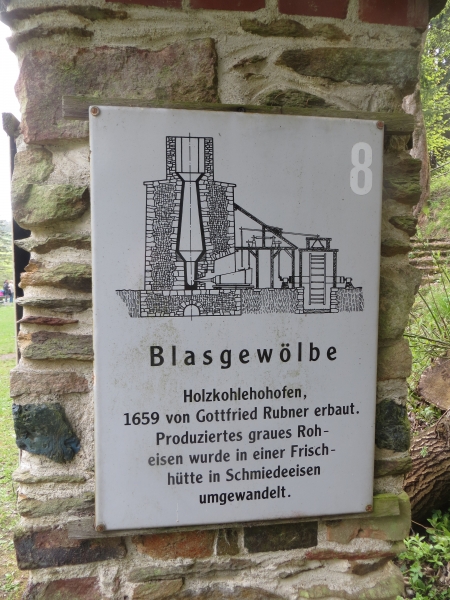 8
Blasgewölbe
Holzkohlehohofen,
1659 von Gottfried Rubner erbaut.
Produziertes graues Roh-
eisen wurde in einer Frisch-
hütte in Schmiedeeisen
umgewandelt.